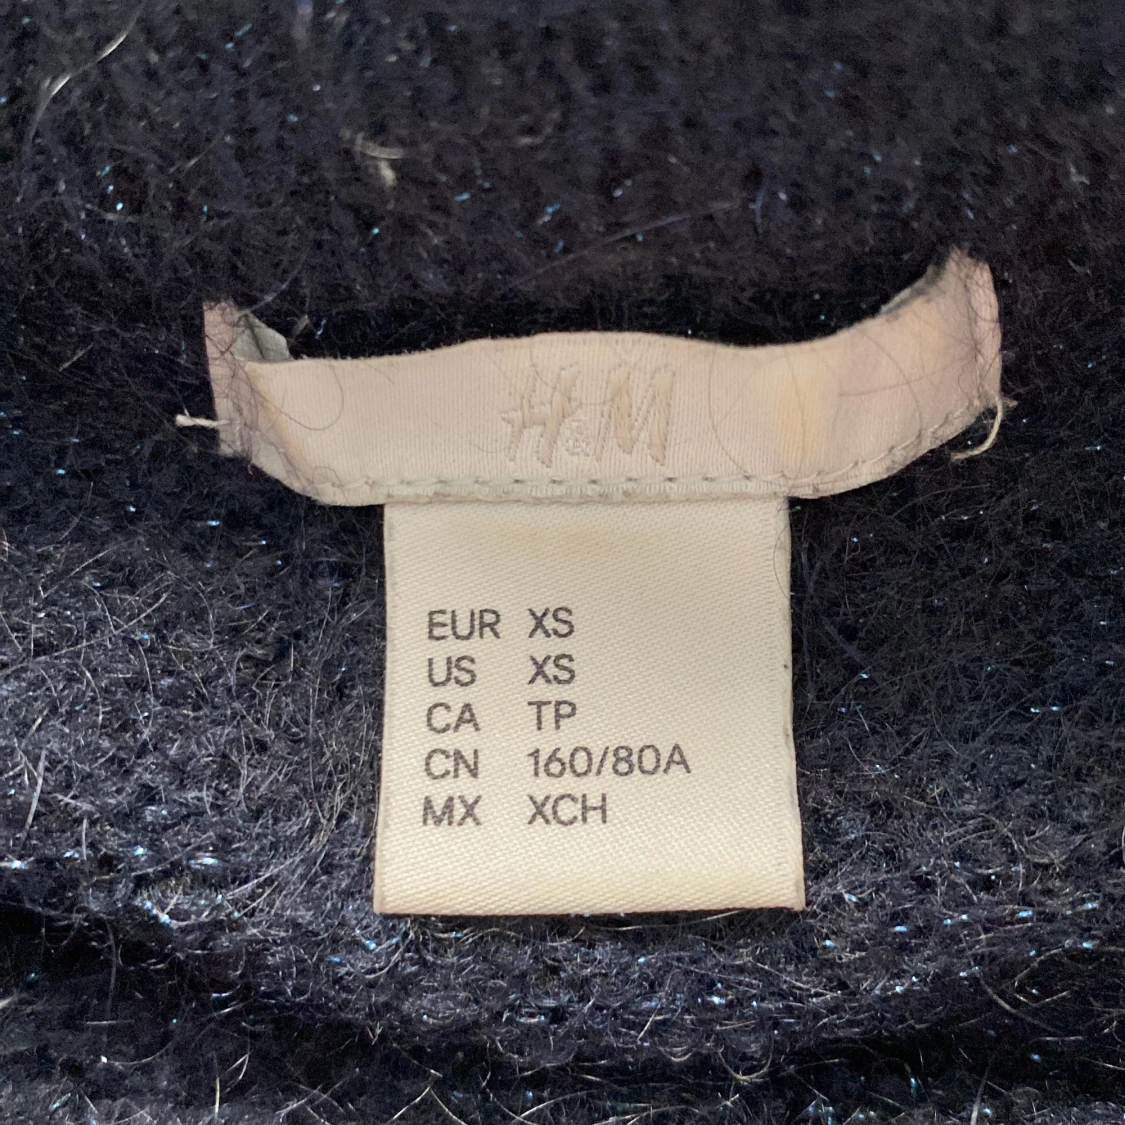 H&M
EUR XS
US XS
CA TP
CN 160/80A
MX XCH